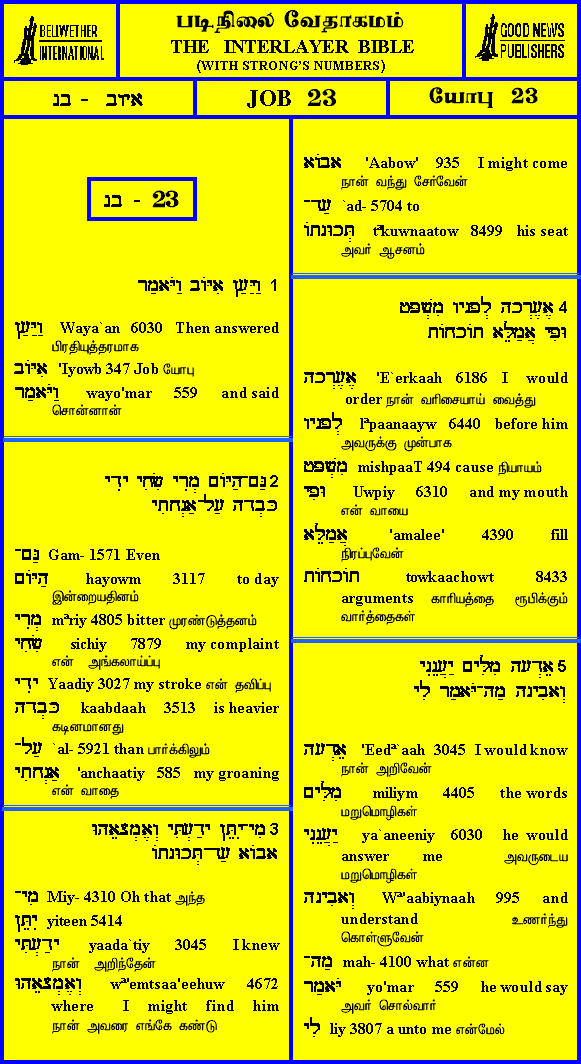 BELLWETHER
INTERNATIONAL
படிநிலை வேதாகமம்
THE INTERLAYER BIBLE
(WITH STRONG'S NUMBERS)
GOOD NEWS
PUBLISHERS
איוב - בג
JOB 23
யோபு 23
בג - 23
1 וַיַּעַן אִיּוֹב וַיֹּאמַר
וַיַּעַן Waya`an 6030 Then answered
பிரதியுத்தரமாக
אִיּוֹב 'Iyowb 347 Job யோபு
וַיֹּאמַר wayo'mar 559 and said
சொன்னான்
2 גַּם־הַיּוֹם מְרִי שִׂחִי יָדִי
כָּבְדָה עַל־אַנְחָתִי
גַּם־ Gam- 1571 Even
הַיּוֹם hayowm 3117 to day
இன்றையதினம்
מְרִי mªriy 4805 bitter முரண்டுத்தனம்
שִׂחִי sichiy 7879 my complaint
என் அங்கலாய்ப்பு
יָדִי Yaadiy 3027 my stroke என் தவிப்பு
כָּבְדָה kaabdaah 3513 is heavier
கடினமானது
עַל־ `al- 5921 than பார்க்கிலும்
אַנְחָתִי 'anchaatiy 585 my groaning
என் வாதை
3 מִי־יִתֵּן יָדַעְתִּי וְאֶמְצָאֵהוּ
אָבוֹא עַד־תְּכוּנָתוֹ
מִי־ Miy- 4310 Oh that அந்த
יִתֵּן yiteen 5414
יָדַעְתִּי yaada`tiy 3045 I knew
நான் அறிந்தேன்
וְאֶמְצָאֵהוּ wª'emtsaa'eehuw 4672
where I might find him
நான் அவரை எங்கே கண்டு
אָבוֹא 'Aabow' 935 I might come
நான் வந்து சேர்வேன்
עַד־ `ad- 5704 to
תְּכוּנָתוֹ tªkuwnaatow 8499 his seat
அவர் ஆசனம்
4 אֶעֶרְכָה לְפָנָיו מִשְׁפָּט
וּפִי אֲמַלֵּא תוֹכָחוֹת
אֶעֶרְכָה 'E`erkaah 6186 I would
order நான் வரிசையாய் வைத்து
לְפָנָיו lªpaanaayw 6440 before him
அவருக்கு முன்பாக
מִשְׁפָּט mishpaaT 494 cause நியாயம்
וּפִי Uwpiy 6310 and my mouth
என் வாயை
אֲמַלֵּא 'amalee' 4390 fill
நிரப்புவேன்
תוֹכָחוֹת towkaachowt 8433
arguments காரியத்தை ரூபிக்கும்
வார்த்தைகள்
5 אֵדְעָה מִלִּים יַעֲנֵנִי
וְאָבִינָה מַה־יֹּאמַר לִי
אֵדְעָה 'Eedª`aah 3045 I would know
நான் அறிவேன்
מִלִּים miliym 4405 the words
மறுமொழிகள்
יַעֲנֵנִי ya`aneeniy 6030 he would
answer me அவருடைய
மறுமொழிகள்
וְאָבִינָה Wª'aabiynaah 995 and
understand உணர்ந்து
கொள்ளுவேன்
מַה־ mah- 4100 what என்ன
יֹּאמַר yo'mar 559 he would say
அவர் சொல்வார்
לִי liy 3807 a unto me என்மேல்